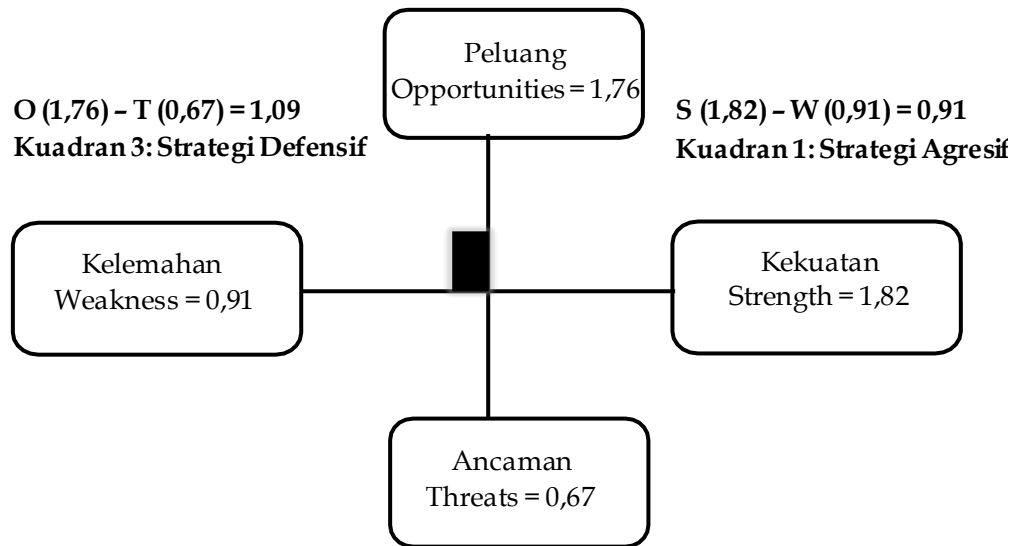 Peluang
Opportunities = 1,76
O (1,76) – T (0,67) = 1,09
Kuadran 3: Strategi Defensif
S (1,82) – W (0,91) = 0,91
Kuadran 1: Strategi Agresif
Kelemahan
Weakness = 0,91
Kekuatan
Strength = 1,82
Ancaman
Threats = 0,67